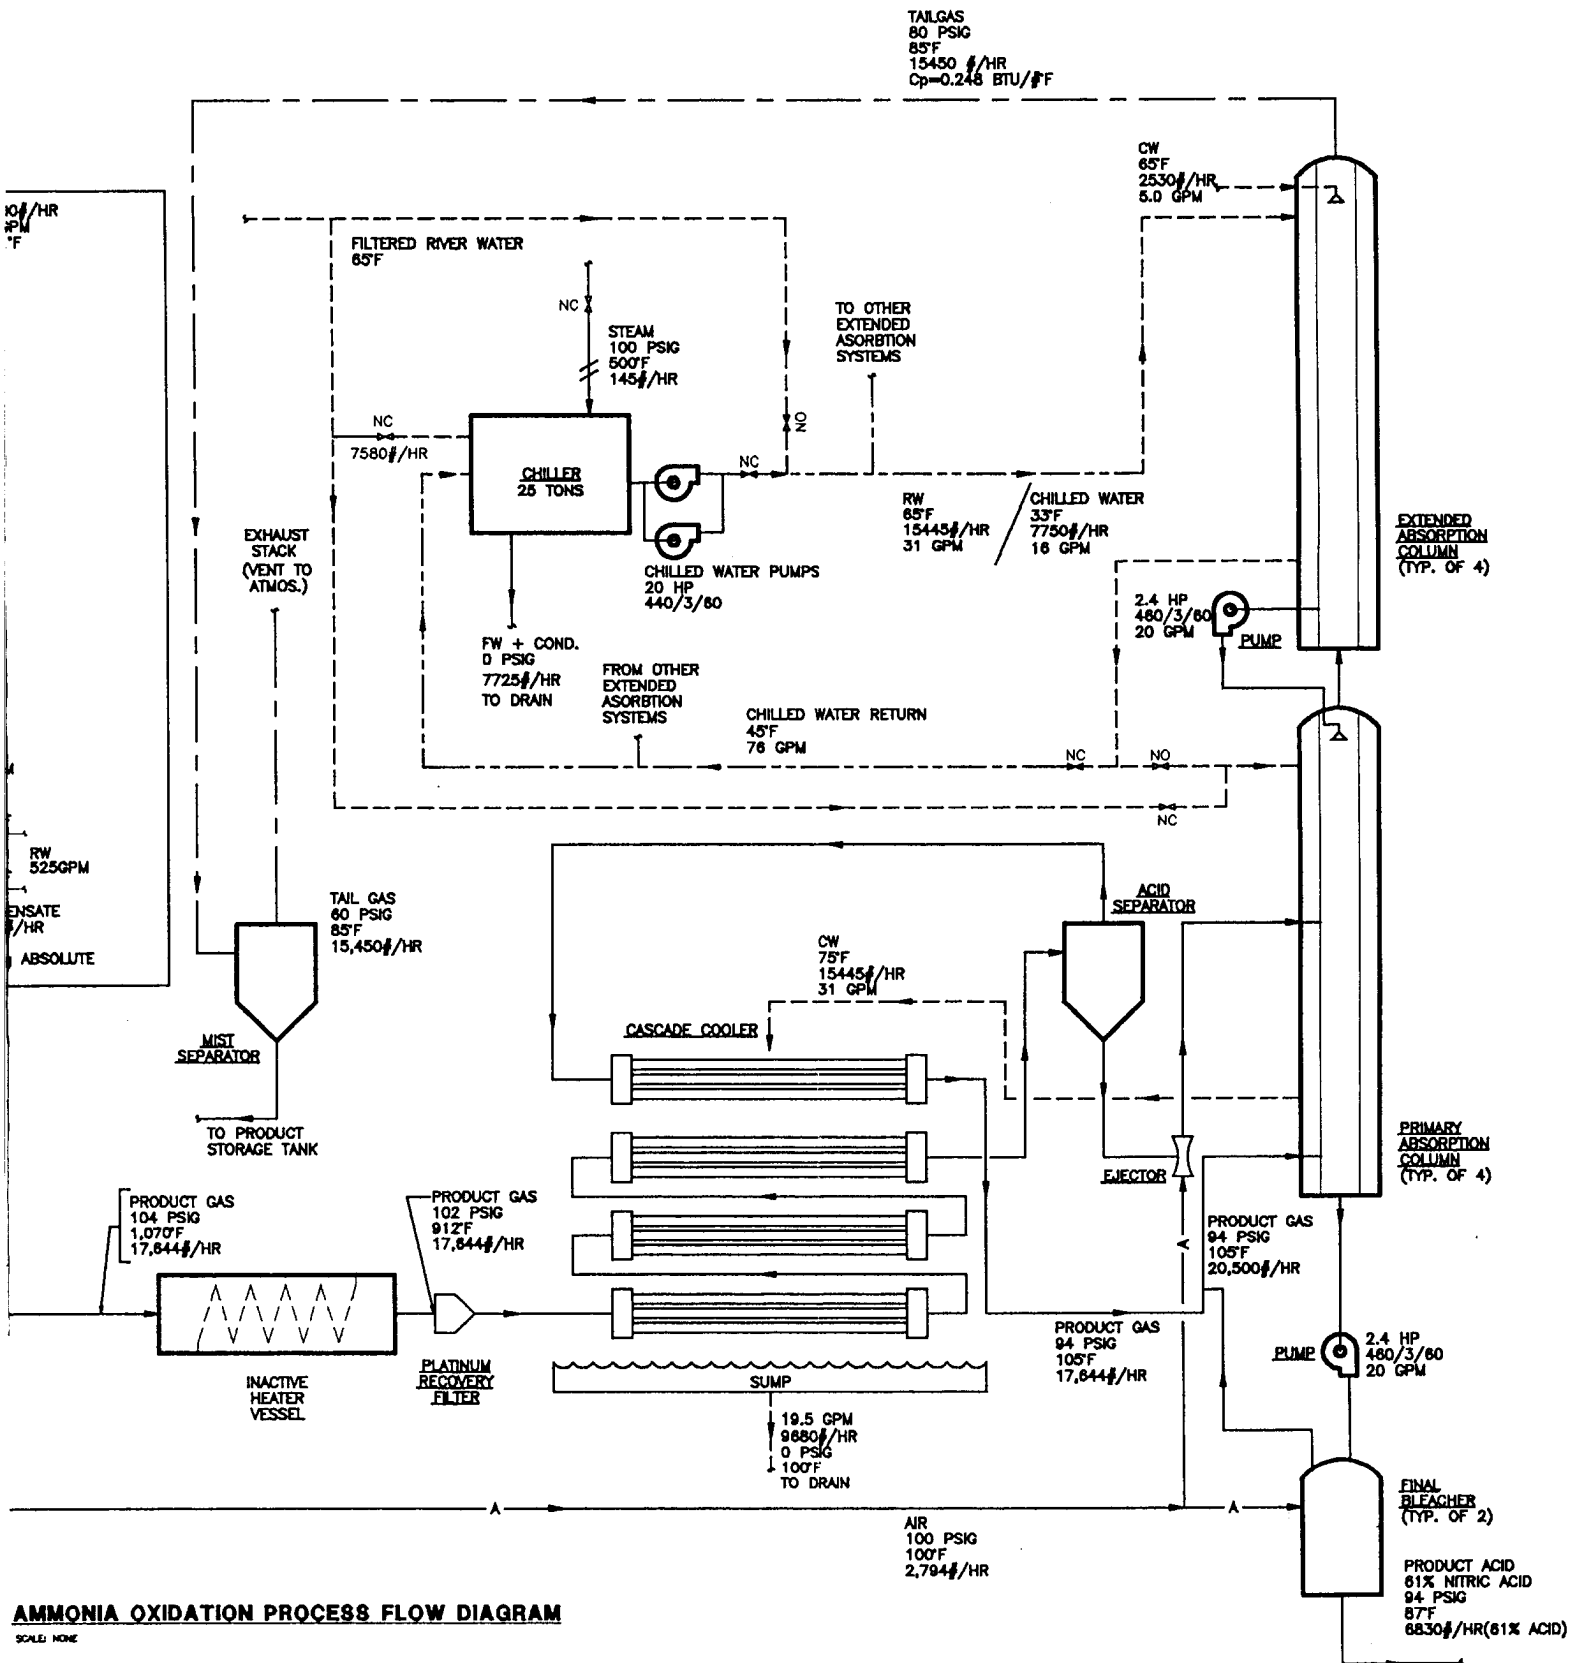 TAILGAS
80 PSIG
85°F
15450 #/HR
Cp=0.248 BTU/#°F
CW
65°F
2530#/HR
5.0 GPM
#/HR
°F
FILTERED RIVER WATER
65°F
NC
STEAM
100 PSIG
500°F
145#/HR
TO OTHER
EXTENDED
ASORBTION
SYSTEMS
NC
7580#/HR
CHILLER
25 TONS
NC
NO
RW
65°F
15445#/HR
31 GPM
CHILLED WATER
33°F
7750#/HR
16 GPM
EXTENDED
ABSORPTION
COLUMN
(TYP. OF 4)
EXHAUST
STACK
(VENT TO
ATMOS.)
CHILLED WATER PUMPS
20 HP
440/3/60
2.4 HP
460/3/60
20 GPM
PUMP
FW + COND.
0 PSIG
7725#/HR
TO DRAIN
FROM OTHER
EXTENDED
ASORBTION
SYSTEMS
CHILLED WATER RETURN
45°F
76 GPM
NC
NO
NC
RW
525GPM
ENSATE
#/HR
ABSOLUTE
TAIL GAS
60 PSIG
85°F
15,450#/HR
ACID
SEPARATOR
CW
75°F
15445#/HR
31 GPM
CASCADE COOLER
MIST
SEPARATOR
TO PRODUCT
STORAGE TANK
EJECTOR
PRIMARY
ABSORPTION
COLUMN
(TYP. OF 4)
PRODUCT GAS
104 PSIG
1,070°F
17,644#/HR
PRODUCT GAS
102 PSIG
912°F
17,644#/HR
PRODUCT GAS
94 PSIG
105°F
20,500#/HR
A
PRODUCT GAS
94 PSIG
105°F
17,644#/HR
PUMP
2.4 HP
460/3/60
20 GPM
INACTIVE
HEATER
VESSEL
PLATINUM
RECOVERY
FILTER
SUMP
19.5 GPM
9680#/HR
0 PSIG
100°F
TO DRAIN
A
A
AIR
100 PSIG
100°F
2,794#/HR
FINAL
BLEACHER
(TYP. OF 2)
PRODUCT ACID
61% NITRIC ACID
94 PSIG
87°F
6830#/HR(61% ACID)
AMMONIA OXIDATION PROCESS FLOW DIAGRAM
SCALE: NONE